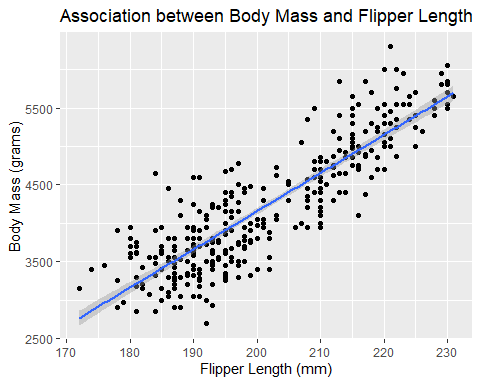 Association between Body Mass and Flipper Length
Body Mass (grams)
5500
4500
3500
2500
170 180 190 200 210 220 230
Flipper Length (mm)